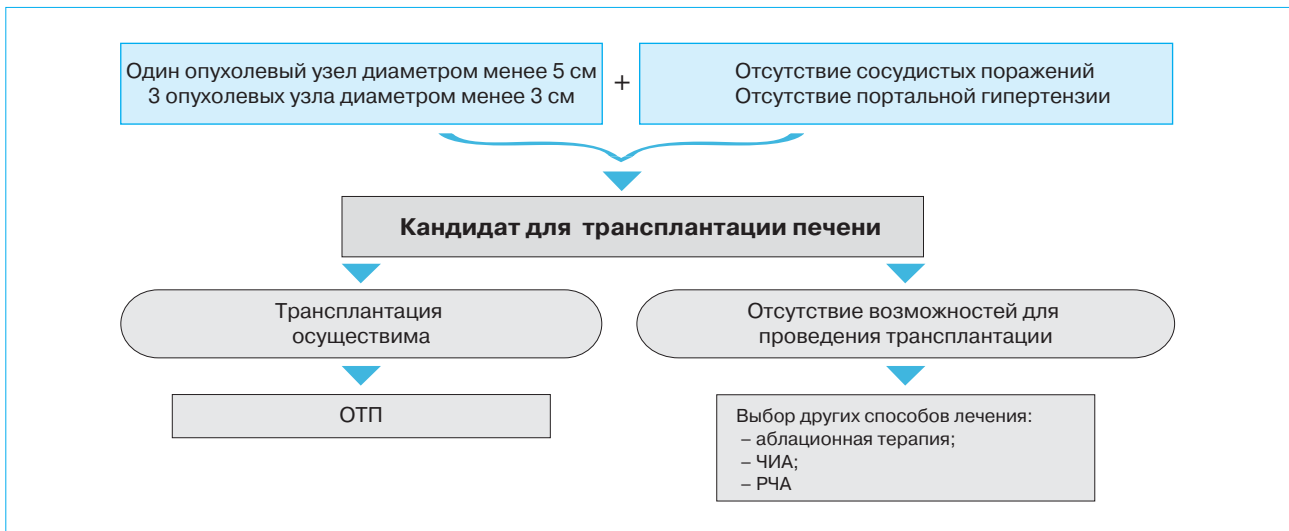 Один опухолевый узел диаметром менее 5 см
3 опухолевых узла диаметром менее 3 см
+
Отсутствие сосудистых поражений
Отсутствие портальной гипертензии
Кандидат для трансплантации печени
Трансплантация
осуществима
Отсутствие возможностей для
проведения трансплантации
ОТП
Выбор других способов лечения:
– аблационная терапия;
– ЧИА;
– РЧА